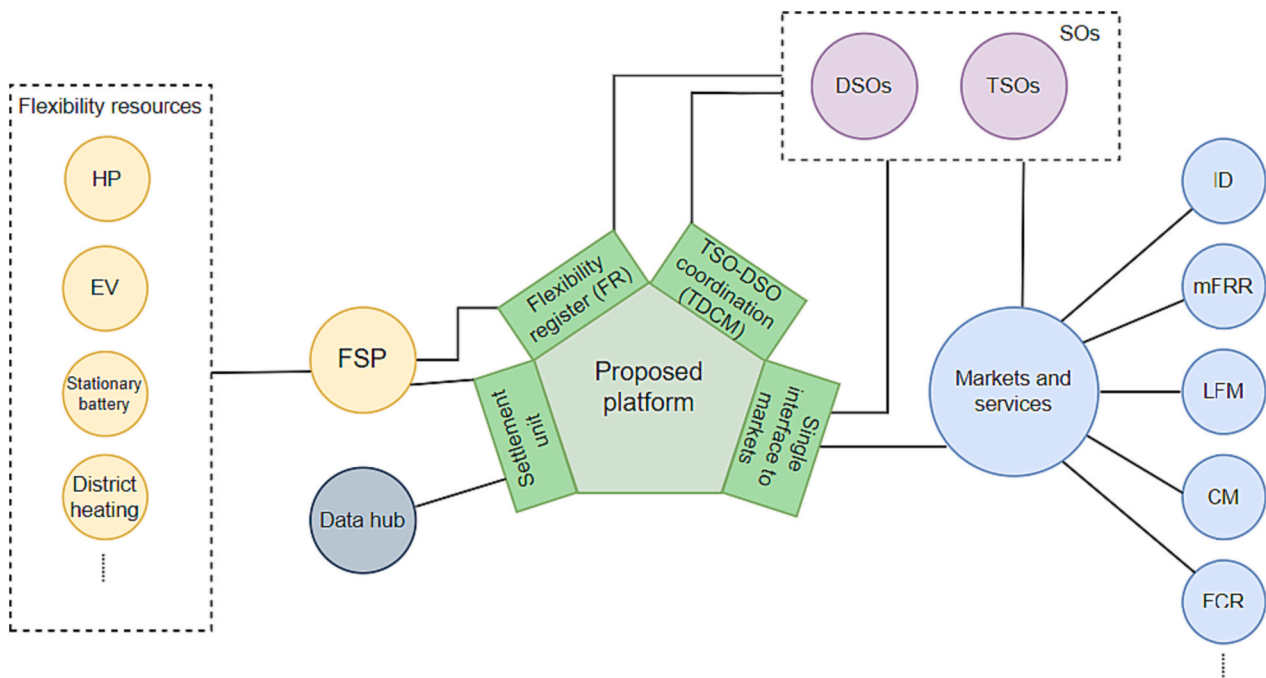 SOs
DSOs
TSOs
Flexibility resources
HP
EV
Stationary
battery
District
heating
FSP
Data hub
Flexibility
register (FR)
TSO-DSO
coordination
(TDCM)
Settlement
unit
Proposed
platform
Single
interface to
markets
Markets and
services
ID
mFRR
LFM
CM
FCR